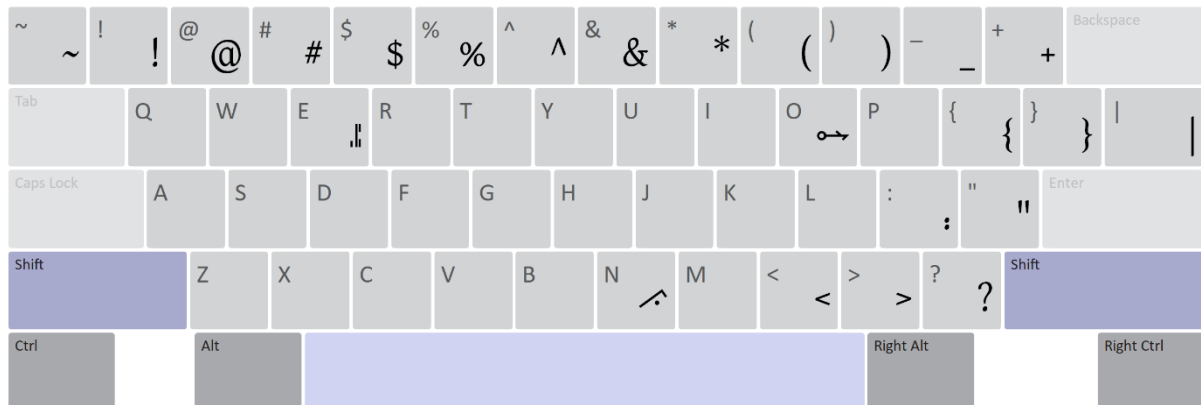 ~ ~ ! ! @ @ # # $ $ % % ^ ^ & & * * ( ( ) ) _ _ + + Backspace
Tab Q W E R T Y U I O P { { } } | |
Caps Lock A S D F G H J K L : : " " Enter
Shift Z X C V B N M < < > > ? ? Shift
Ctrl Alt Right Alt Right Ctrl